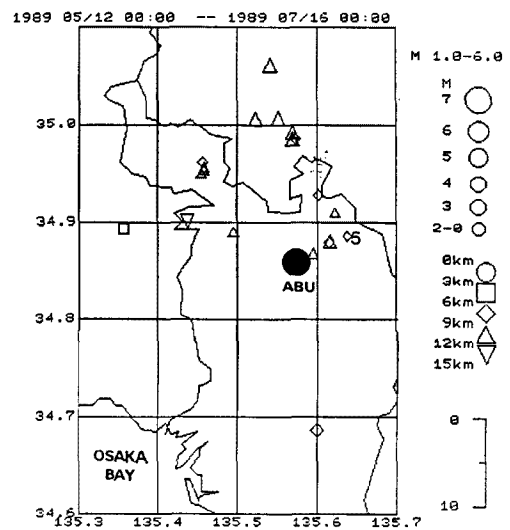 1989 05/12 00:00 -- 1989 07/16 00:00
M 1.0-6.0
M
7
6
5
4
3
2-0
0km
3km
6km
9km
12km
15km
35.0
34.9
34.8
34.7
34.6
5
ABU
OSAKA
BAY
0
10
135.3 135.4 135.5 135.6 135.7